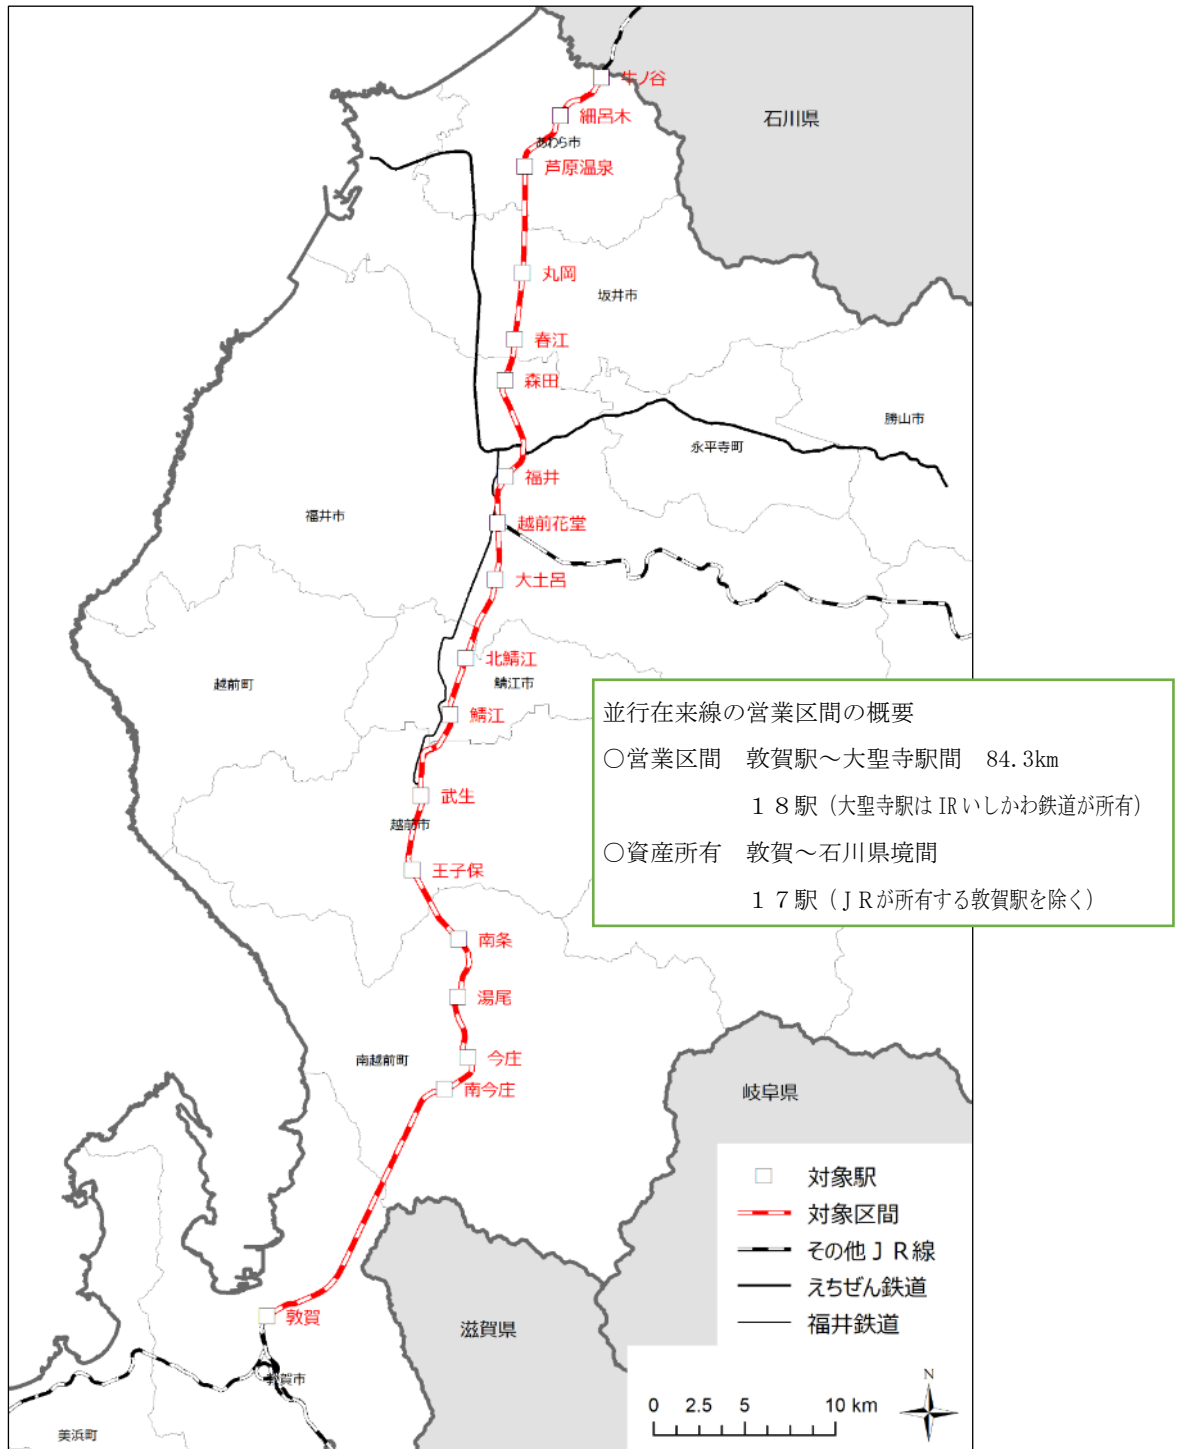 牛ノ谷
石川県
細呂木
あわら市
芦原温泉
丸岡
坂井市
春江
森田
勝山市
永平寺町
福井
福井市
越前花堂
大土呂
北鯖江
越前町
鯖江市
鯖江
武生
越前市
王子保
並行在来線の営業区間の概要
○営業区間 敦賀駅～大聖寺駅間 84.3km
１８駅（大聖寺駅はIRいしかわ鉄道が所有）
○資産所有 敦賀～石川県境間
１７駅（ＪＲが所有する敦賀駅を除く）
南条
湯尾
今庄
南越前町
南今庄
岐阜県
対象駅
対象区間
その他ＪＲ線
えちぜん鉄道
福井鉄道
敦賀
滋賀県
敦賀市
美浜町
N
0 2.5 5 10 km